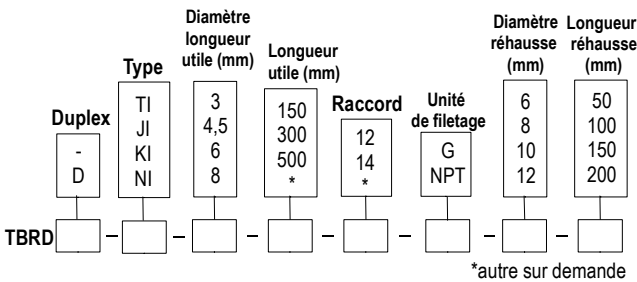 Duplex
-
D
Type
TI
JI
KI
NI
Diamètre
longueur
utile (mm)
3
4,5
6
8
Longueur
utile (mm)
150
300
500
*
Raccord
12
14
*
Unité
de filetage
G
NPT
Diamètre
réhausse
(mm)
6
8
10
12
Longueur
réhausse
(mm)
50
100
150
200
TBRD - - - - - - -
*autre sur demande